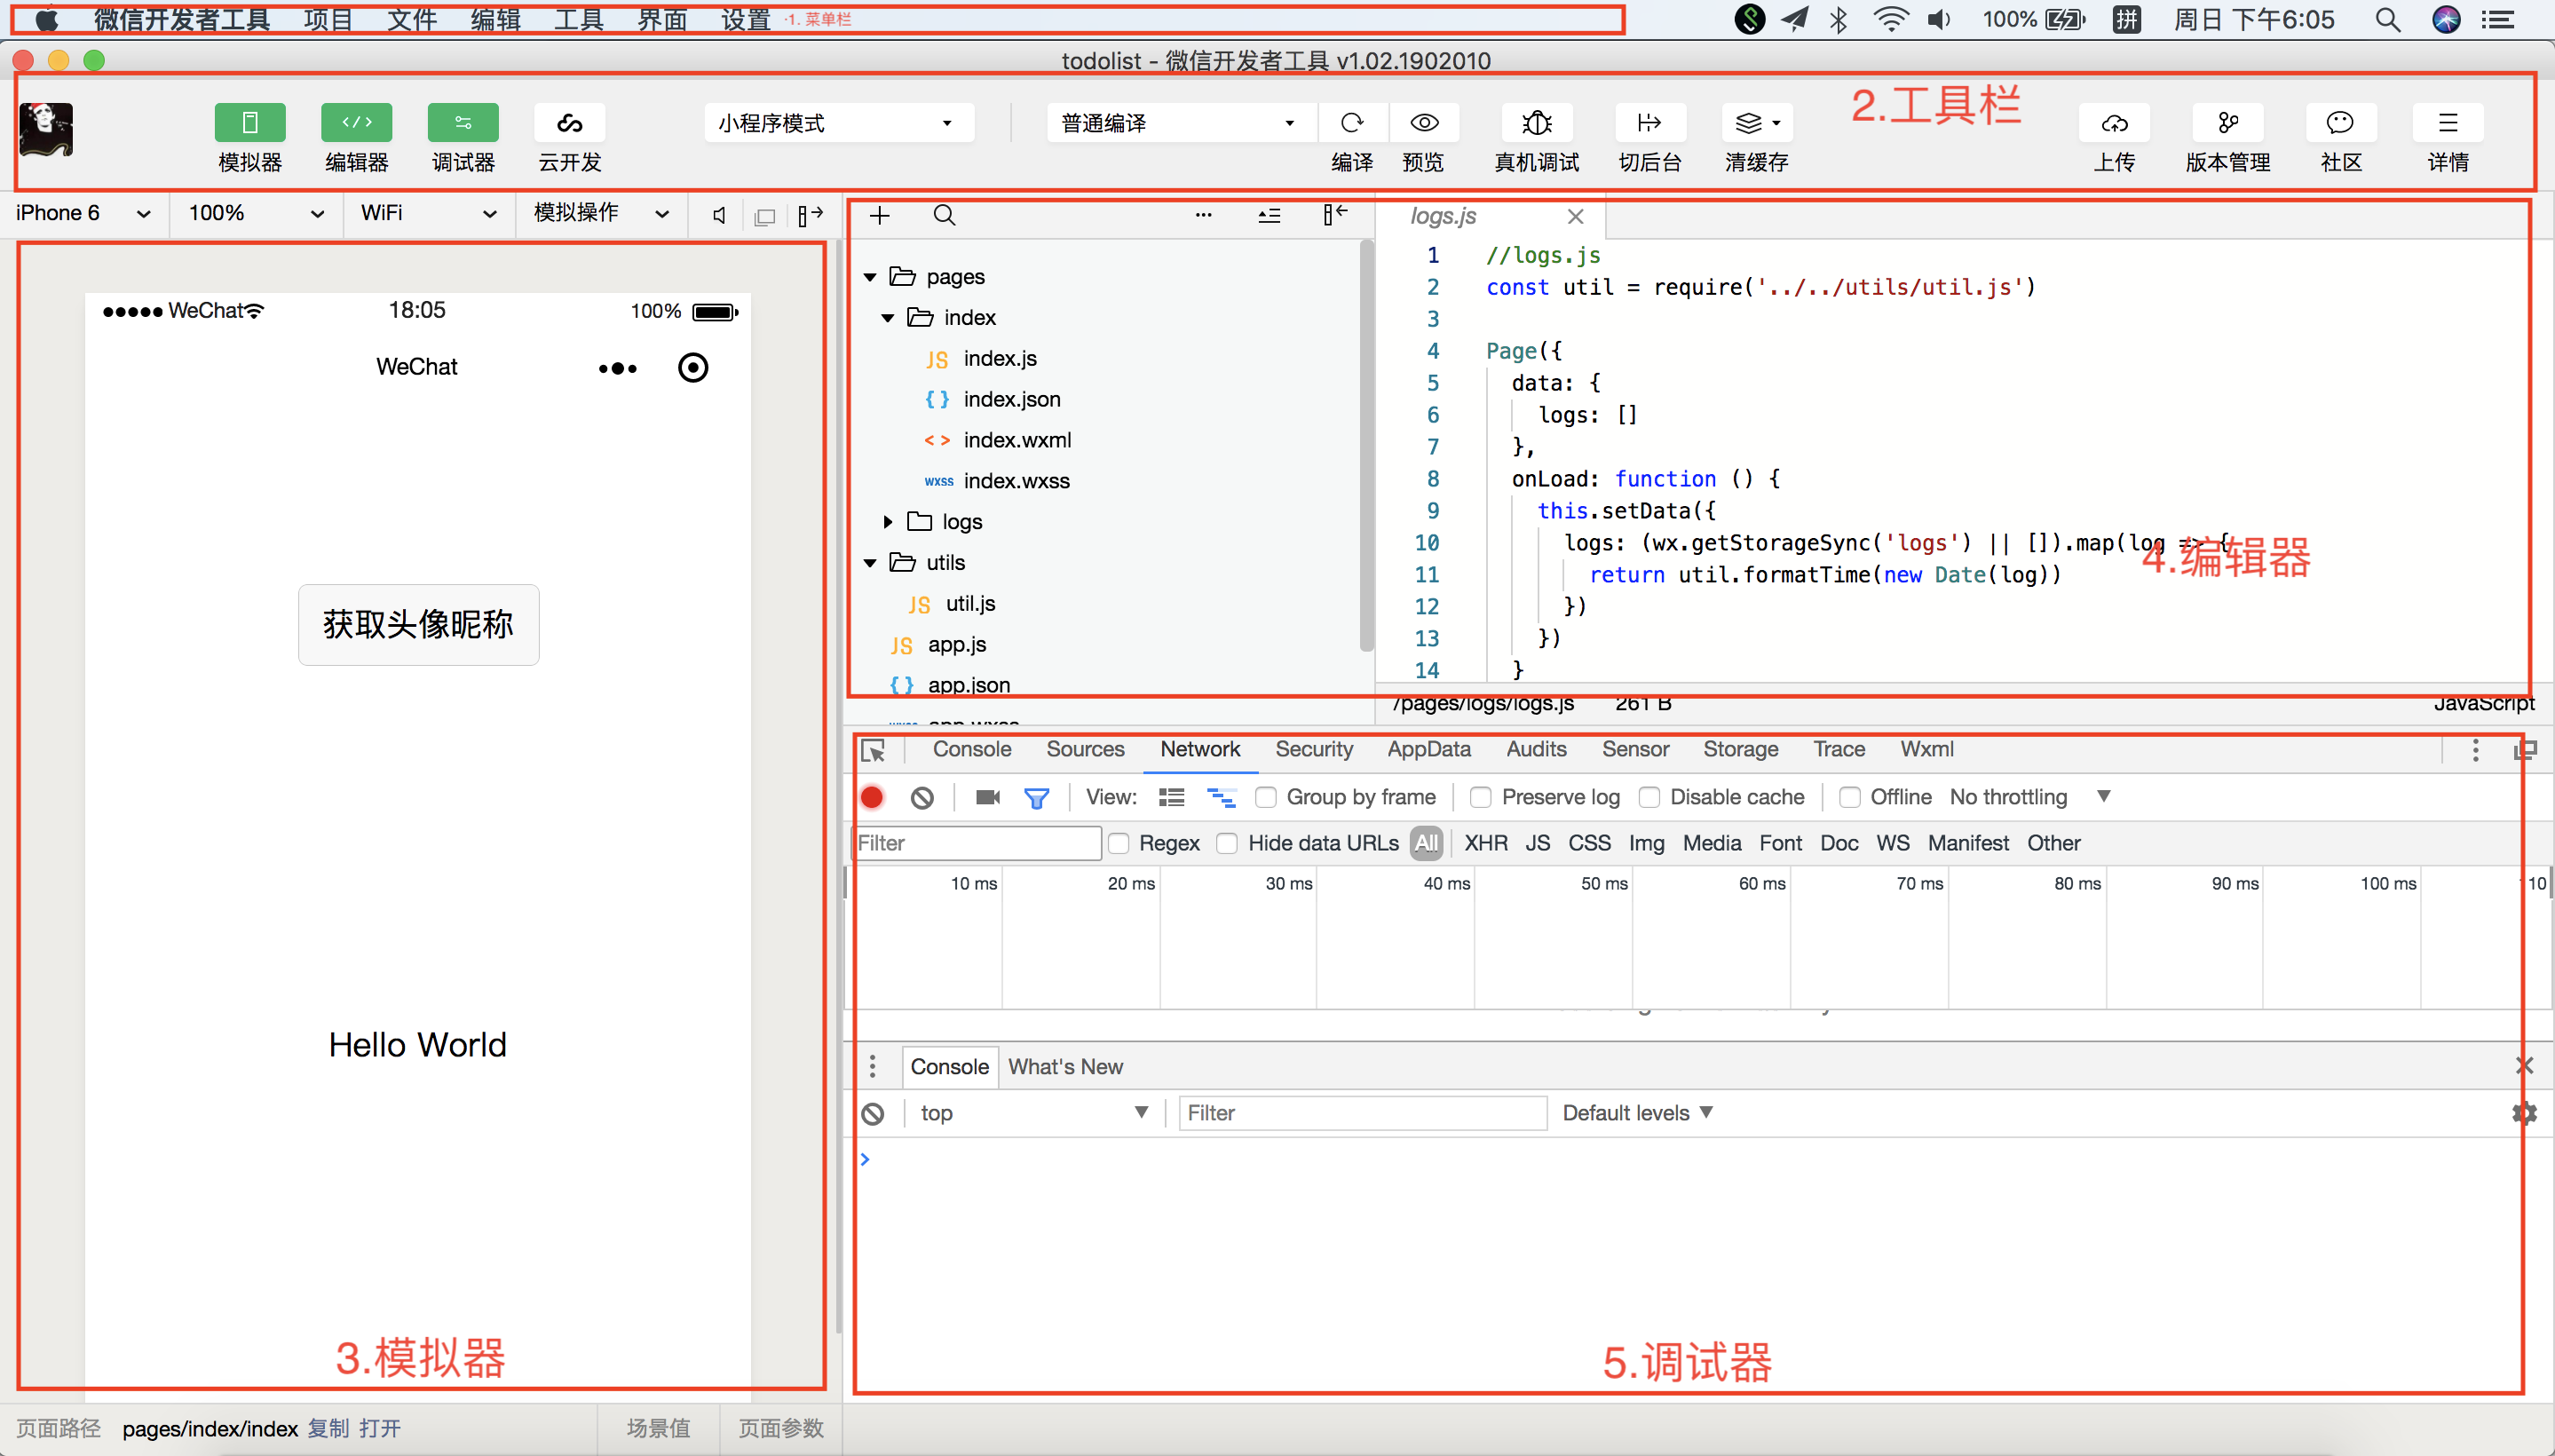 微信开发者工具 项目 文件 编辑 工具 界面 设置 1. 菜单栏 100% 拼 周日 下午6:05
todolist - 微信开发者工具 v1.02.1902010
2.工具栏
小程序模式 普通编译
模拟器 编辑器 调试器 云开发 编译 预览 真机调试 切后台 清缓存 上传 版本管理 社区 详情
iPhone 6 100% WiFi 模拟操作
WeChat 18:05 100%
WeChat
获取头像昵称
Hello World
3.模拟器
页面路径 pages/index/index 复制 打开 场景值 页面参数
pages
index
JS index.js
{ } index.json
< > index.wxml
wxss index.wxss
logs
utils
JS util.js
JS app.js
{ } app.json
app.wxss
logs.js
1 //logs.js
2 const util = require('../../utils/util.js')
3
4 Page({
5 data: {
6 logs: []
7 },
8 onLoad: function () {
9 this.setData({
10 logs: (wx.getStorageSync('logs') || []).map(log => {
11 return util.formatTime(new Date(log))
12 })
13 })
14 }
4.编辑器
/pages/logs/logs.js 261 B JavaScript
Console Sources Network Security AppData Audits Sensor Storage Trace Wxml
View: Group by frame Preserve log Disable cache Offline No throttling
Filter Regex Hide data URLs All XHR JS CSS Img Media Font Doc WS Manifest Other
10 ms 20 ms 30 ms 40 ms 50 ms 60 ms 70 ms 80 ms 90 ms 100 ms 110
Console What's New
top Filter Default levels
5.调试器